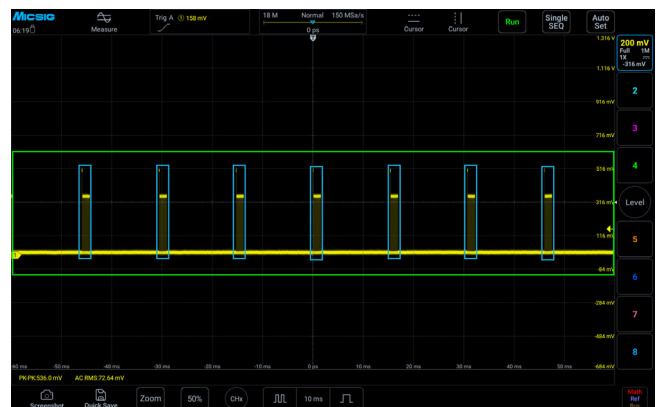 Micsig
06:19
Measure
Trig A 1 158 mV
18 M Normal 150 MSa/s
0 ps
Cursor
Cursor
Run
Single SEQ
Auto Set
200 mV
Full 1M
1X
-316 mV
1.316 V
1.116 V
916 mV
716 mV
516 mV
316 mV
116 mV
-84 mV
-284 mV
-484 mV
-684 mV
2
3
4
Level
5
6
7
8
-50 ms -40 ms -30 ms -20 ms -10 ms 0 ps 10 ms 20 ms 30 ms 40 ms 50 ms
PK-PK:536.0 mV AC RMS:72.64 mV
Screenshot
Quick Save
Zoom
50%
CHx
10 ms
Math
Ref
Bus